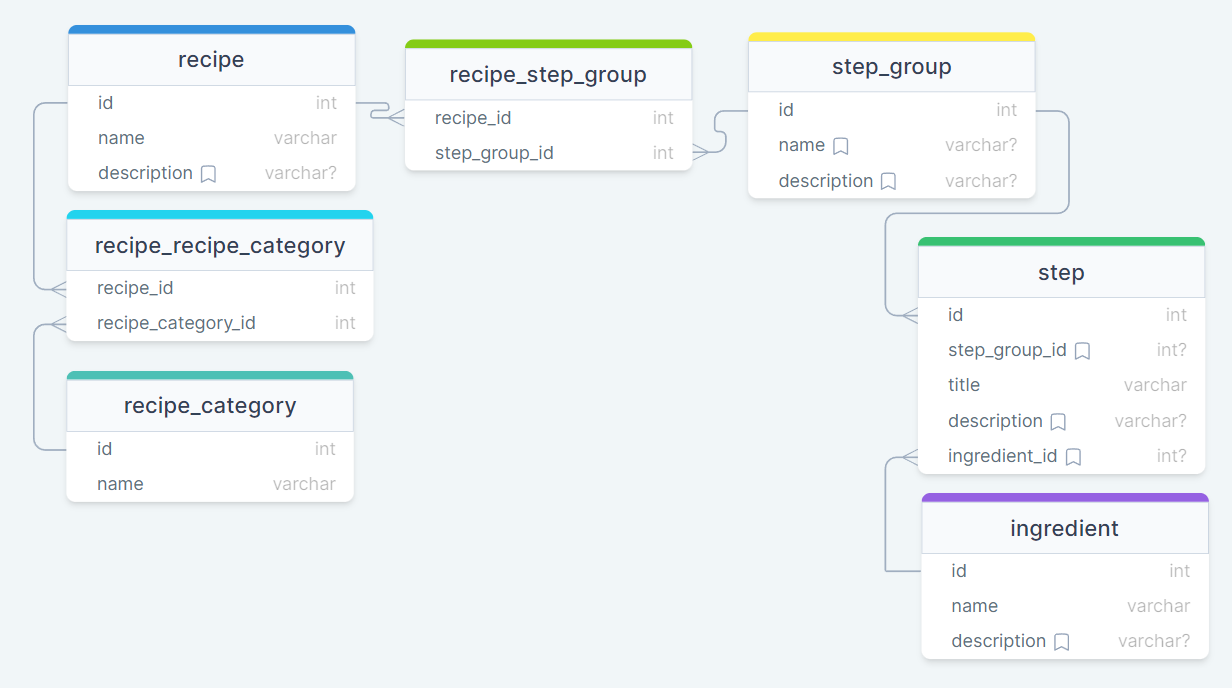 recipe
id int
name varchar
description varchar?
recipe_step_group
recipe_id int
step_group_id int
step_group
id int
name varchar?
description varchar?
recipe_recipe_category
recipe_id int
recipe_category_id int
recipe_category
id int
name varchar
step
id int
step_group_id int?
title varchar
description varchar?
ingredient_id int?
ingredient
id int
name varchar
description varchar?